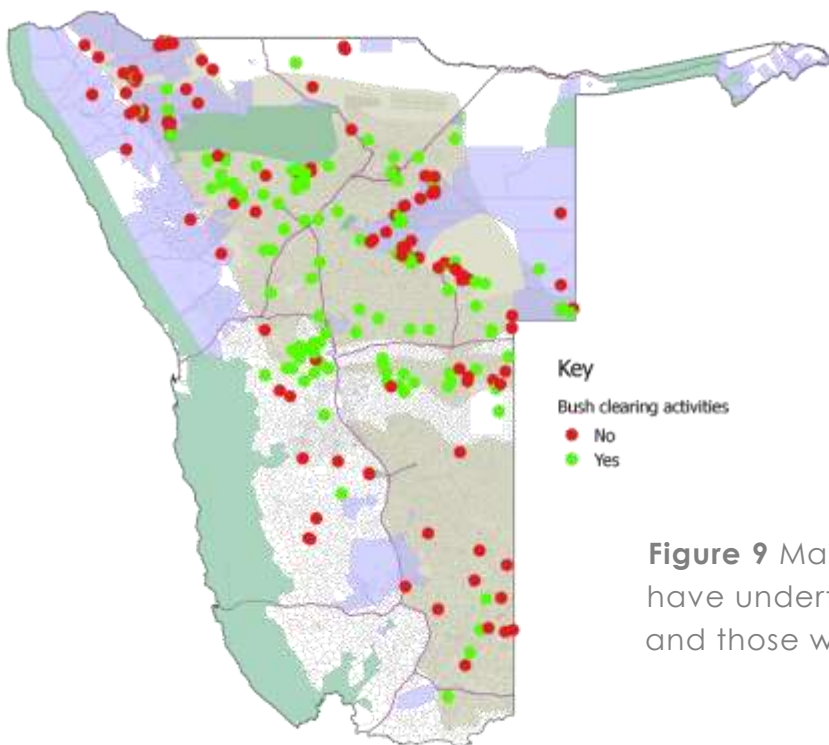 Key
Bush clearing activities
No
Yes
Figure 9 Ma
have undert
and those w